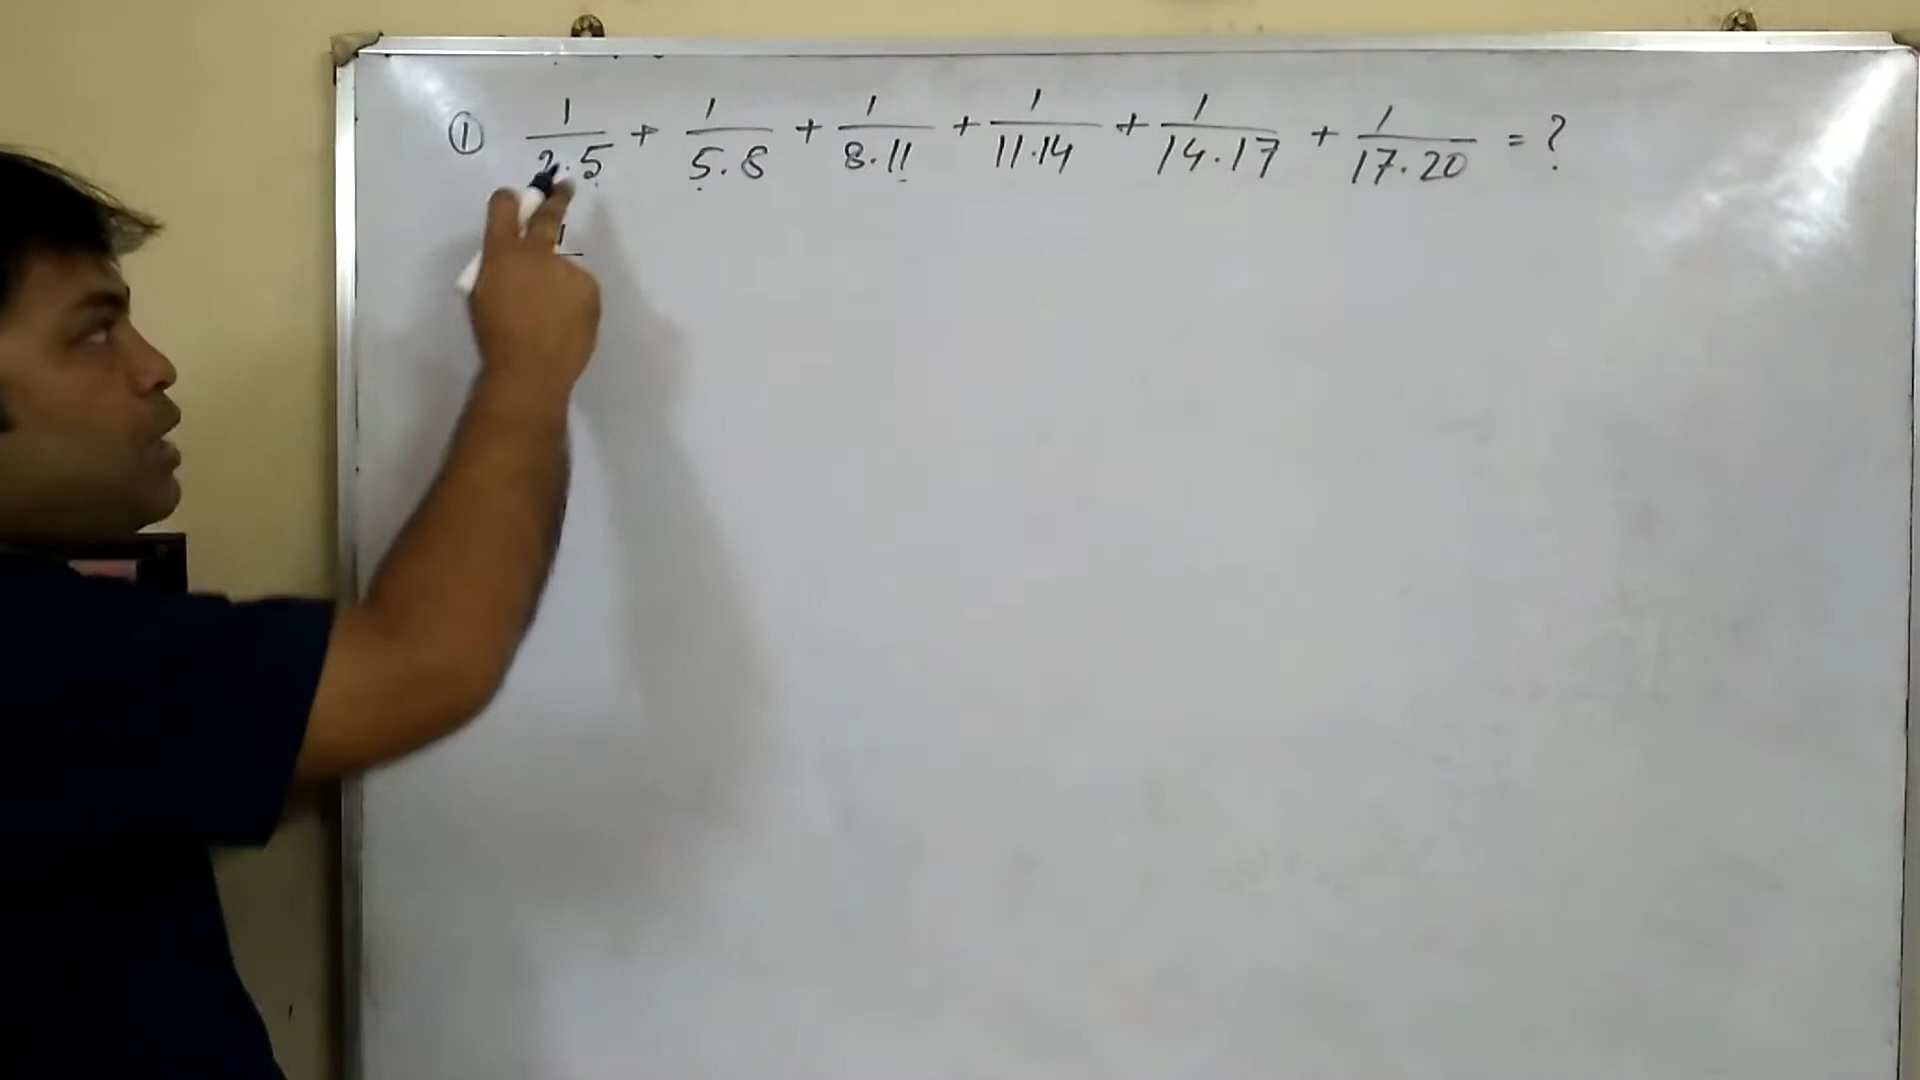 ① 1/2.5 + 1/5.8 + 1/8.11 + 1/11.14 + 1/14.17 + 1/17.20 = ?
1